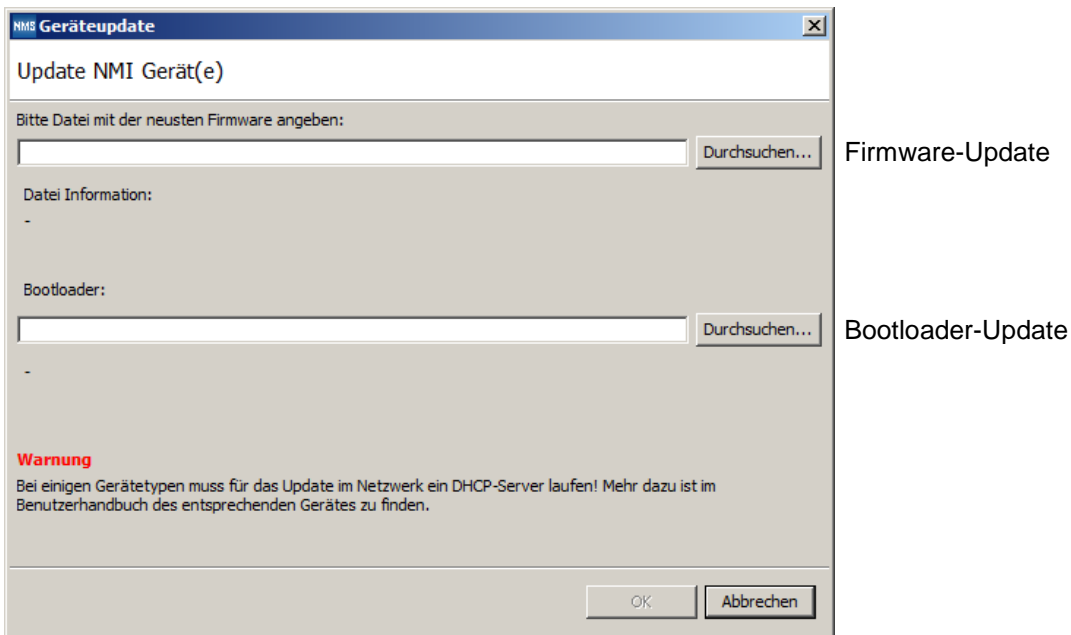 NMS Geräteupdate
Update NMI Gerät(e)
Bitte Datei mit der neusten Firmware angeben:
Durchsuchen... Firmware-Update
Datei Information:
-
Bootloader:
Durchsuchen... Bootloader-Update
-
Warnung
Bei einigen Gerätetypen muss für das Update im Netzwerk ein DHCP-Server laufen! Mehr dazu ist im
Benutzerhandbuch des entsprechenden Gerätes zu finden.
OK Abbrechen